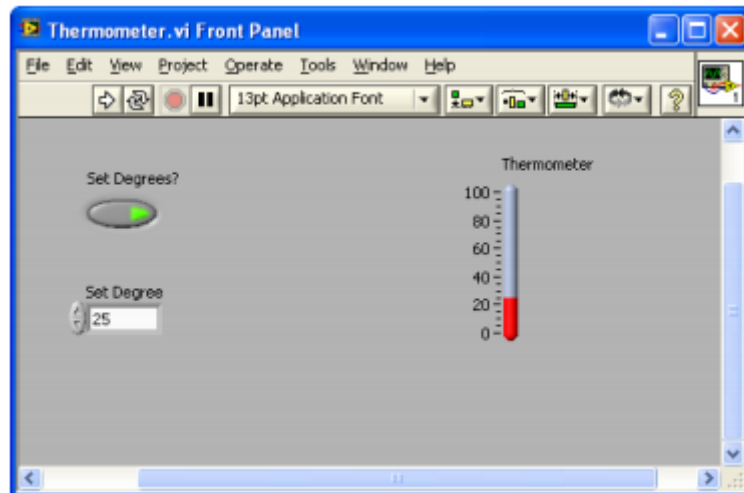 Thermometer.vi Front Panel
File Edit View Project Operate Tools Window Help
13pt Application Font
1
Set Degrees?
Thermometer
100
80
60
40
20
0
Set Degree
25